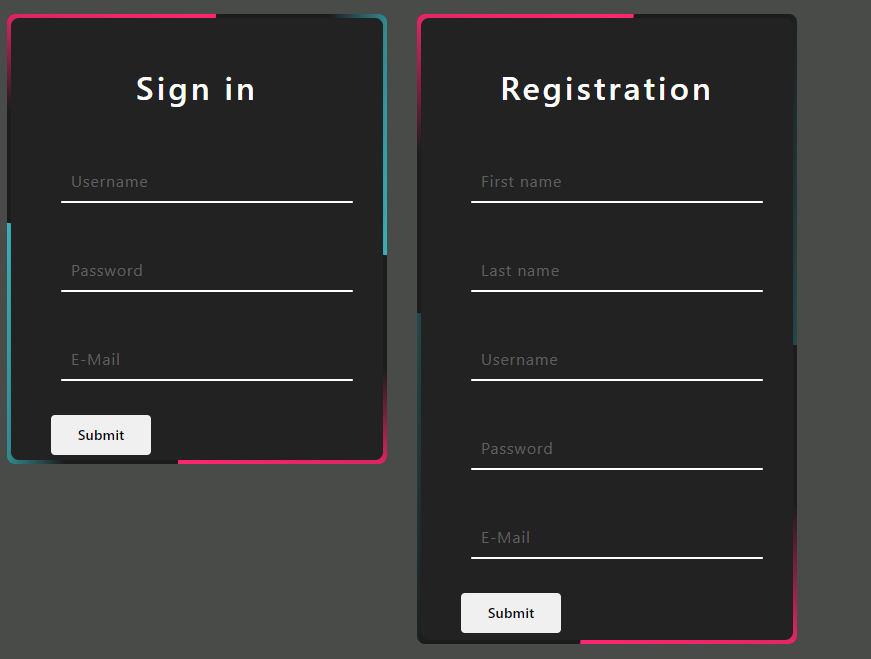 Sign in
Username
Password
E-Mail
Submit
Registration
First name
Last name
Username
Password
E-Mail
Submit